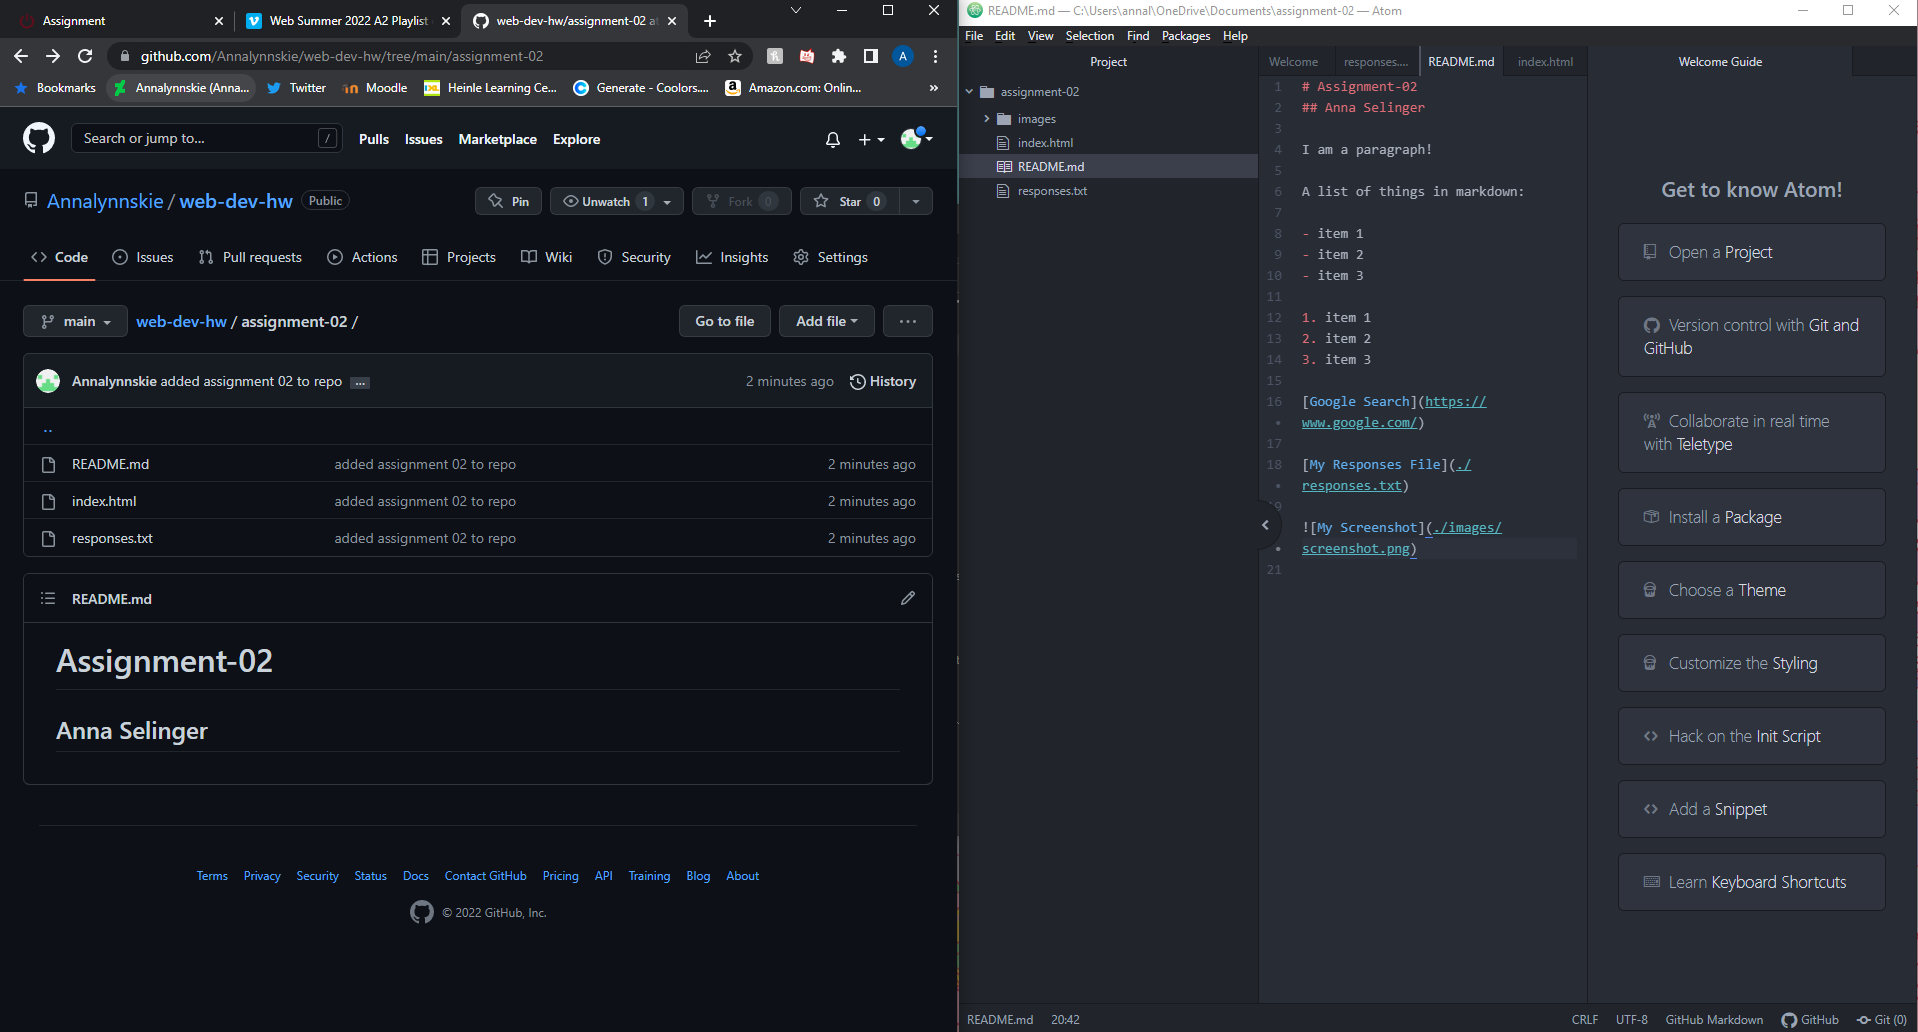 Assignment
Web Summer 2022 A2 Playlist
web-dev-hw/assignment-02 a
github.com/Annalynnskie/web-dev-hw/tree/main/assignment-02
A
Bookmarks
Annalynnskie (Anna...
Twitter
Moodle
Heinle Learning Ce...
Generate - Coolors....
Amazon.com: Onlin...
»
Search or jump to...
/
Pulls
Issues
Marketplace
Explore
Annalynnskie / web-dev-hw
Public
Pin
Unwatch 1
Fork 0
Star 0
Code
Issues
Pull requests
Actions
Projects
Wiki
Security
Insights
Settings
main
web-dev-hw / assignment-02 /
Go to file
Add file
...
Annalynnskie added assignment 02 to repo ...
2 minutes ago
History
..
README.md added assignment 02 to repo 2 minutes ago
index.html added assignment 02 to repo 2 minutes ago
responses.txt added assignment 02 to repo 2 minutes ago
README.md
Assignment-02
Anna Selinger
Terms Privacy Security Status Docs Contact GitHub Pricing API Training Blog About
© 2022 GitHub, Inc.
README.md — C:\Users\annal\OneDrive\Documents\assignment-02 — Atom
File Edit View Selection Find Packages Help
Project
assignment-02
images
index.html
README.md
responses.txt
Welcome
responses....
README.md
index.html
1 # Assignment-02
2 ## Anna Selinger
3
4 I am a paragraph!
5
6 A list of things in markdown:
7
8 - item 1
9 - item 2
10 - item 3
11
12 1. item 1
13 2. item 2
14 3. item 3
15
16 [Google Search](https://
• www.google.com/)
17
18 [My Responses File](./
• responses.txt)
![My Screenshot](./images/
• screenshot.png)
21
Welcome Guide
Get to know Atom!
Open a Project
Version control with Git and
GitHub
Collaborate in real time
with Teletype
Install a Package
Choose a Theme
Customize the Styling
Hack on the Init Script
Add a Snippet
Learn Keyboard Shortcuts
README.md 20:42
CRLF UTF-8 GitHub Markdown GitHub Git (0)